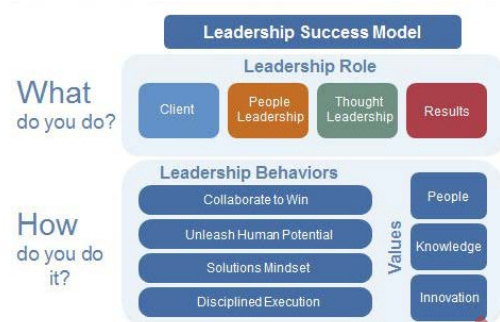 Leadership Success Model
What
do you do?
Leadership Role
Client
People
Leadership
Thought
Leadership
Results
How
do you do
it?
Leadership Behaviors
Collaborate to Win
Unleash Human Potential
Solutions Mindset
Disciplined Execution
Values
People
Knowledge
Innovation